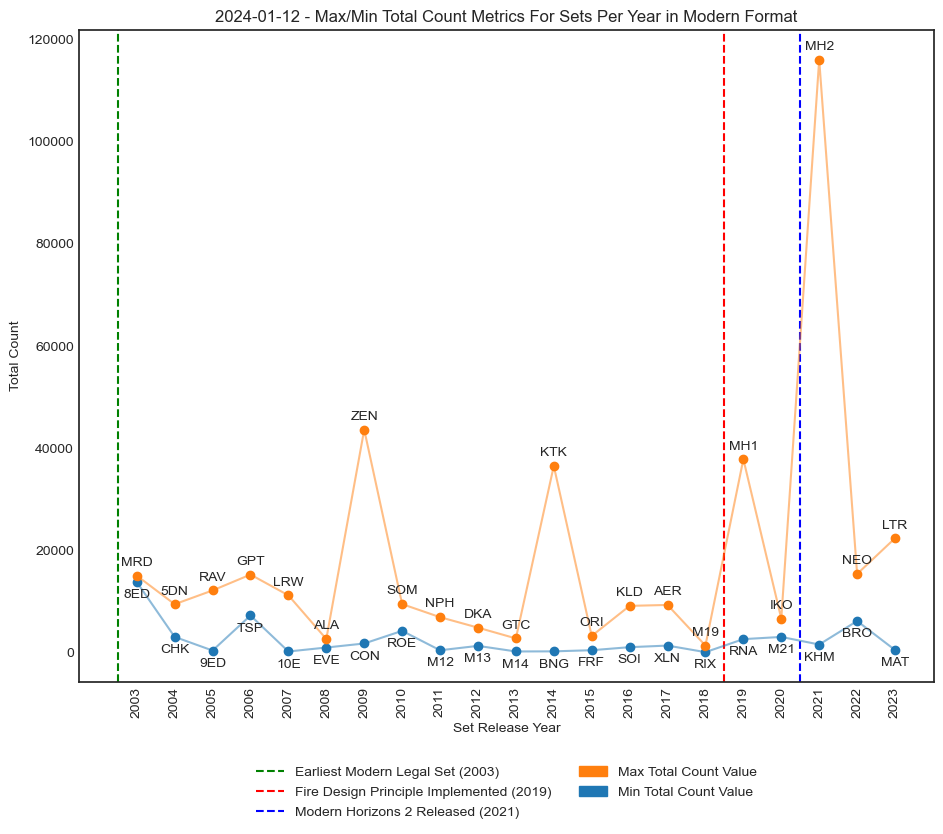 2024-01-12 - Max/Min Total Count Metrics For Sets Per Year in Modern Format
120000
100000
80000
60000
40000
20000
0
Total Count
MH2
ZEN
KTK
MH1
LTR
MRD
5DN
RAV
GPT
LRW
ALA
SOM
NPH
DKA
GTC
ORI
KLD
AER
M19
IKO
NEO
8ED
CHK
9ED
TSP
10E
EVE
CON
ROE
M12
M13
M14
BNG
FRF
SOI
XLN
RIX
RNA
M21
KHM
BRO
MAT
2003
2004
2005
2006
2007
2008
2009
2010
2011
2012
2013
2014
2015
2016
2017
2018
2019
2020
2021
2022
2023
Set Release Year
Earliest Modern Legal Set (2003)
Fire Design Principle Implemented (2019)
Modern Horizons 2 Released (2021)
Max Total Count Value
Min Total Count Value